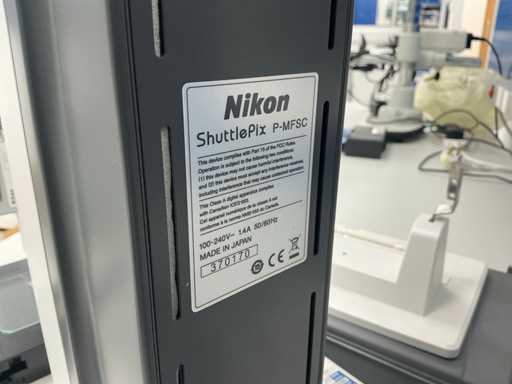 Nikon
ShuttlePix P-MFSC
This device complies with Part 15 of the FCC Rules.
Operation is subject to the following two conditions:
(1) this device may not cause harmful interference,
and (2) this device must accept any interference received,
including interference that may cause undesired operation.
This Class A digital apparatus complies
with Canadian ICES-003.
Cet appareil numérique de la classe A est
conforme à la norme NMB-003 du Canada.
100-240V~ 1.4A 50/60Hz
MADE IN JAPAN
370170
CE